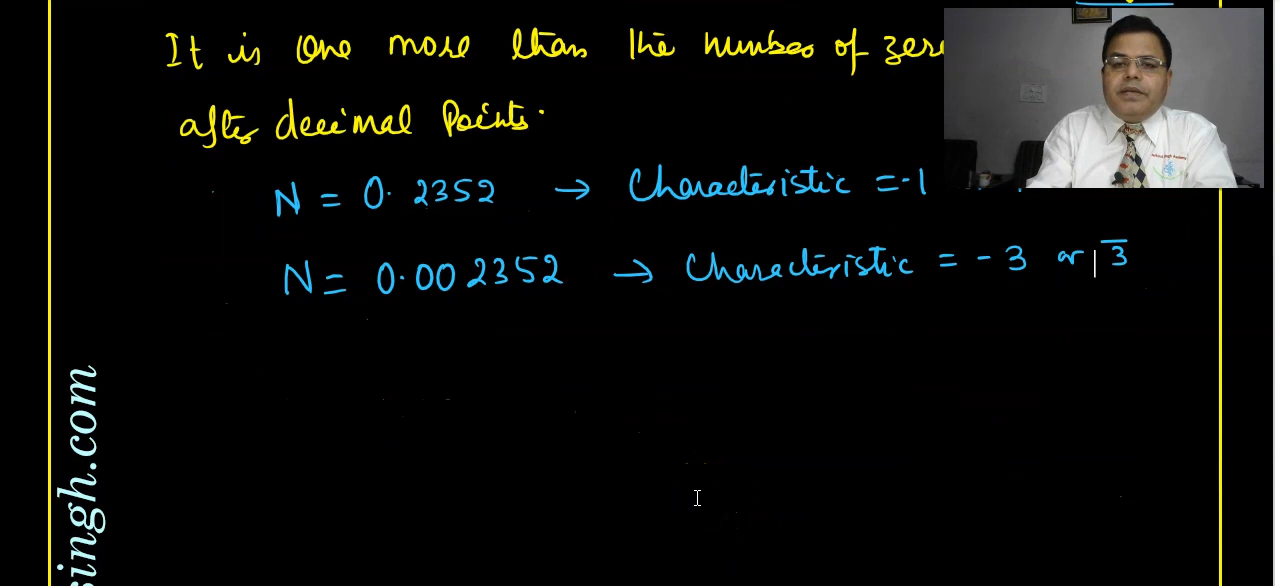 It is one more than the number of zero
after decimal points.
N = 0.2352 → Characteristic = -1
N = 0.002352 → Characteristic = -3 or 3̅
singh.com